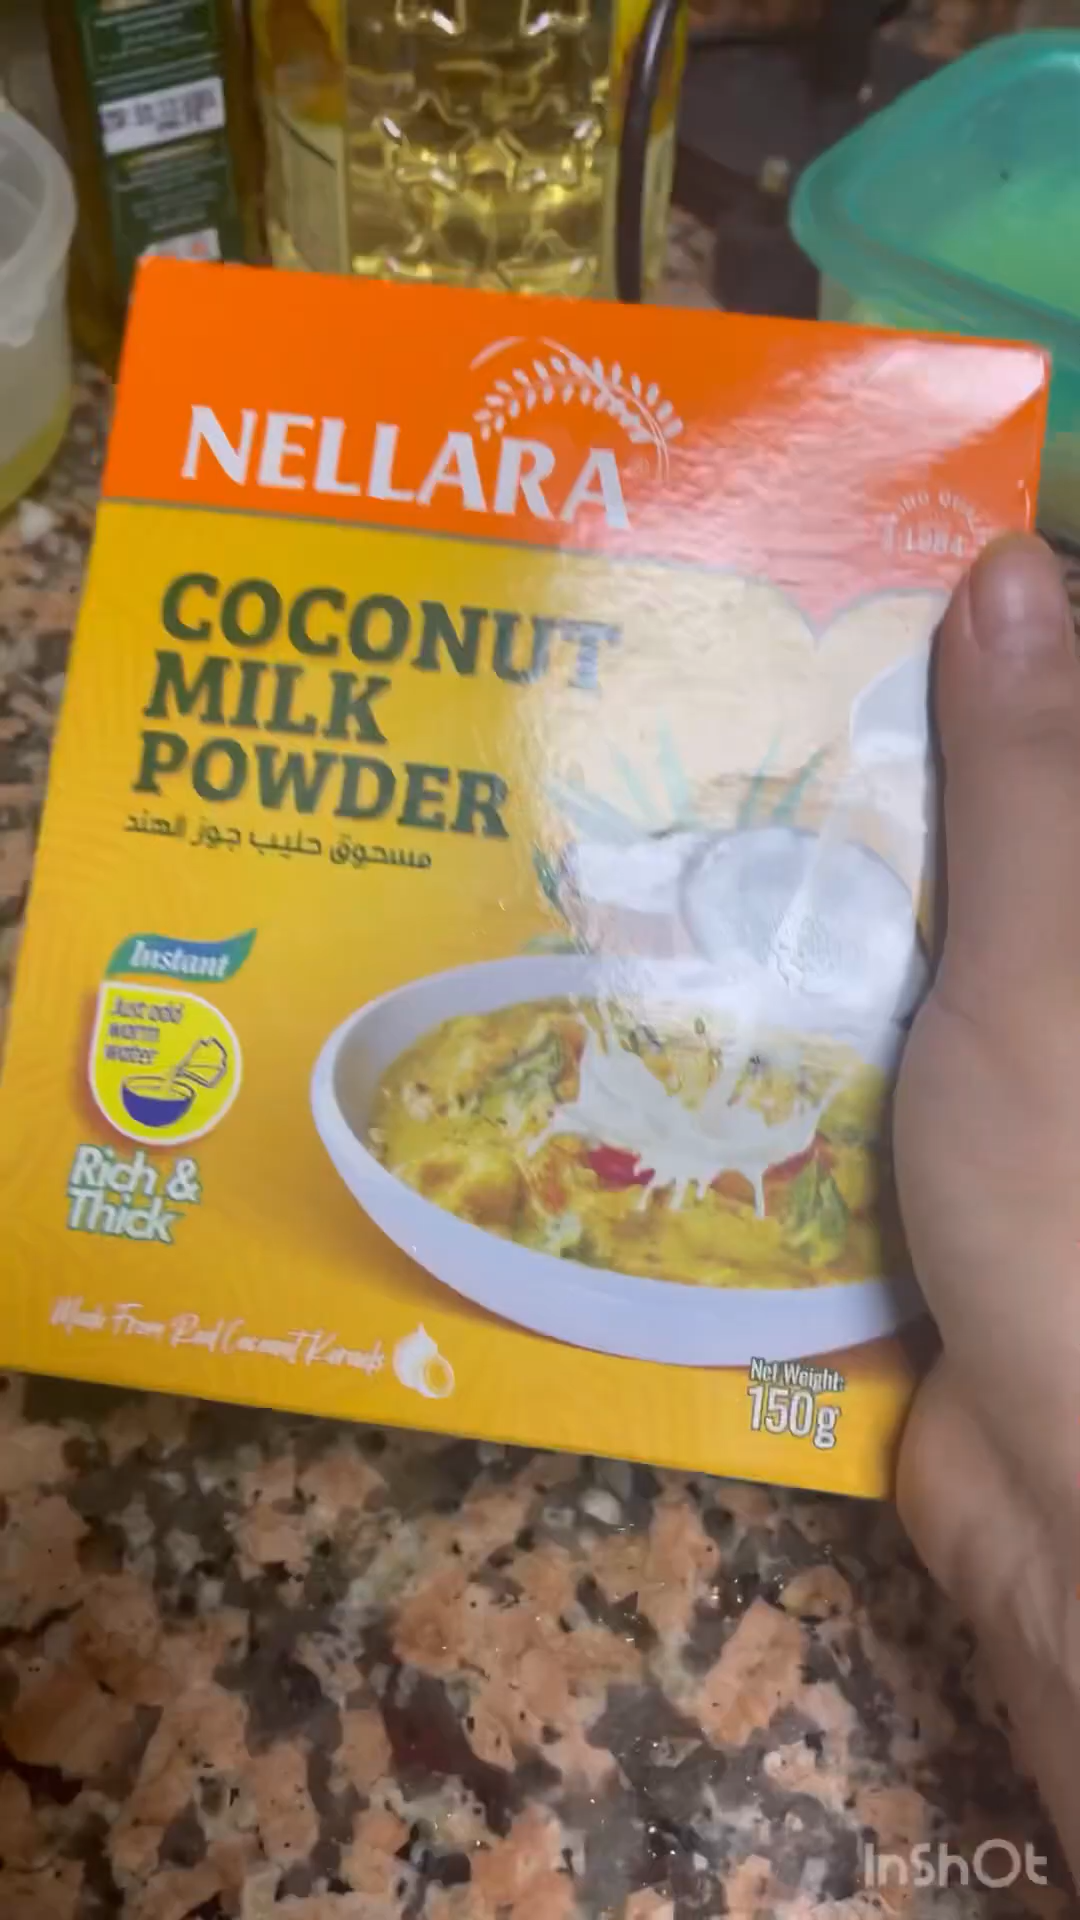 NELLARA
1984
COCONUT
MILK
POWDER
مسحوق حليب جوز الهند
Instant
Just add
warm
water
Rich &
Thick
Made From Real Coconut Kernels
Net Weight:
150g
InShOt